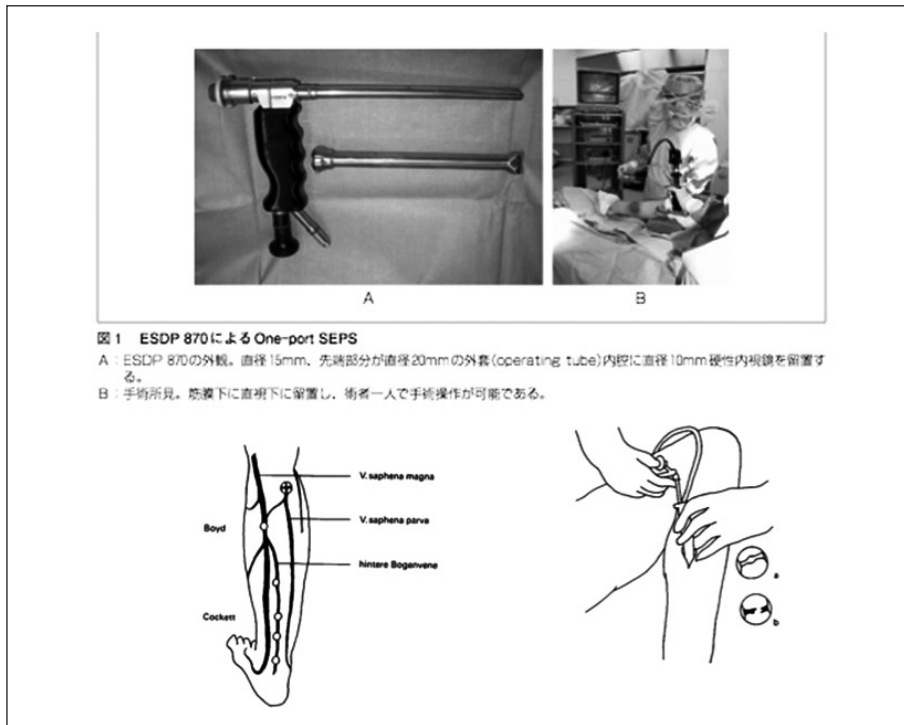 A
B
図1 ESDP 870によるOne-port SEPS
A：ESDP 870の外観。直径15mm、先端部分が直径20mmの外套(operating tube)内腔に直径10mm硬性内視鏡を留置す
る。
B：手術所見。筋膜下に直視下に留置し、術者一人で手術操作が可能である。
V. saphena magna
Boyd
V. saphena parva
hintere Bogenvene
Cockett
a
b